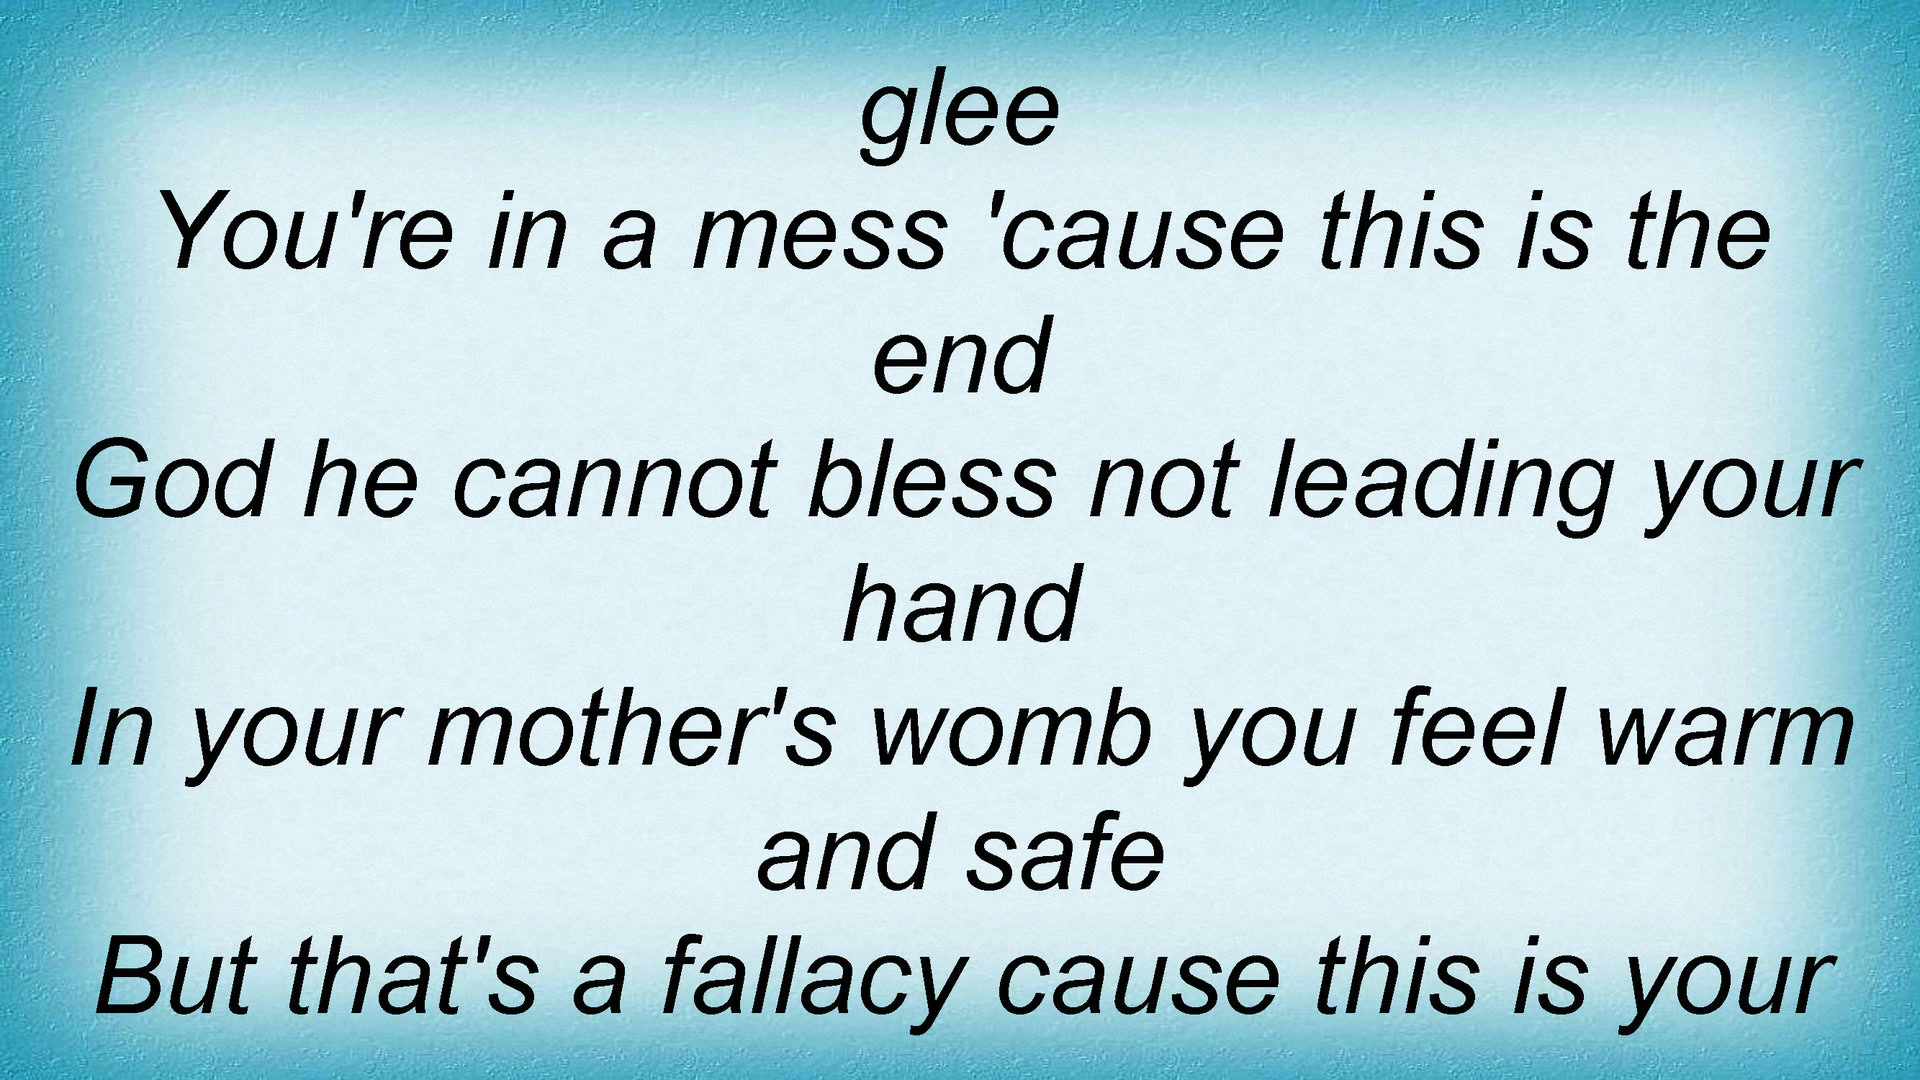 glee
You're in a mess 'cause this is the
end
God he cannot bless not leading your
hand
In your mother's womb you feel warm
and safe
But that's a fallacy cause this is your